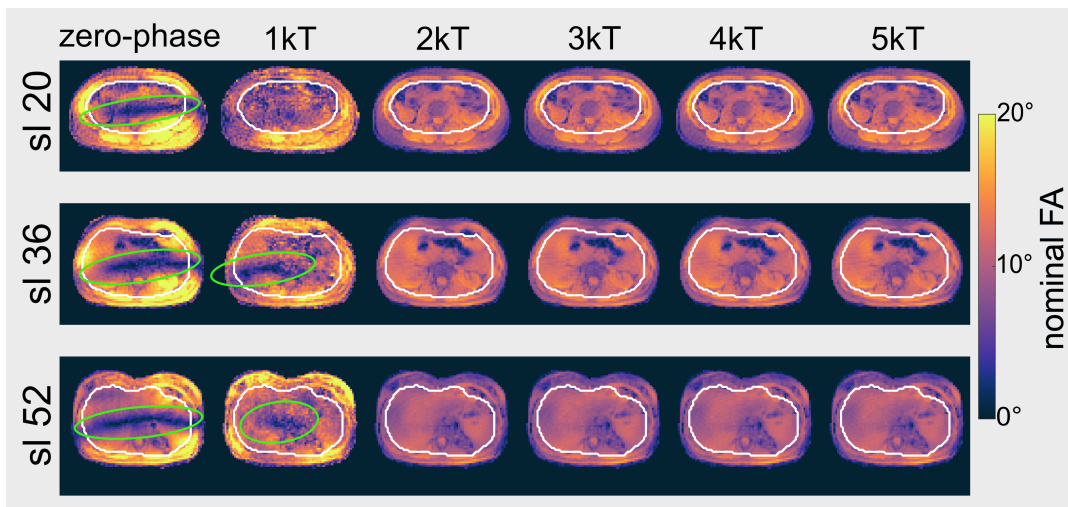 zero-phase 1kT 2kT 3kT 4kT 5kT
sl 20
sl 36
sl 52
20°
10°
0°
nominal FA